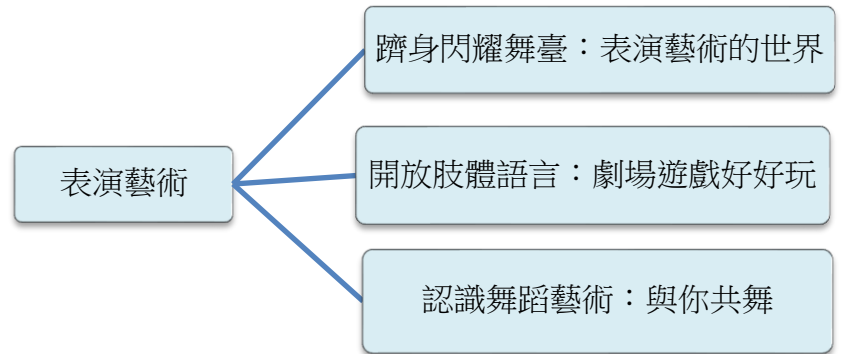 躋身閃耀舞臺：表演藝術的世界
表演藝術
開放肢體語言：劇場遊戲好好玩
認識舞蹈藝術：與你共舞